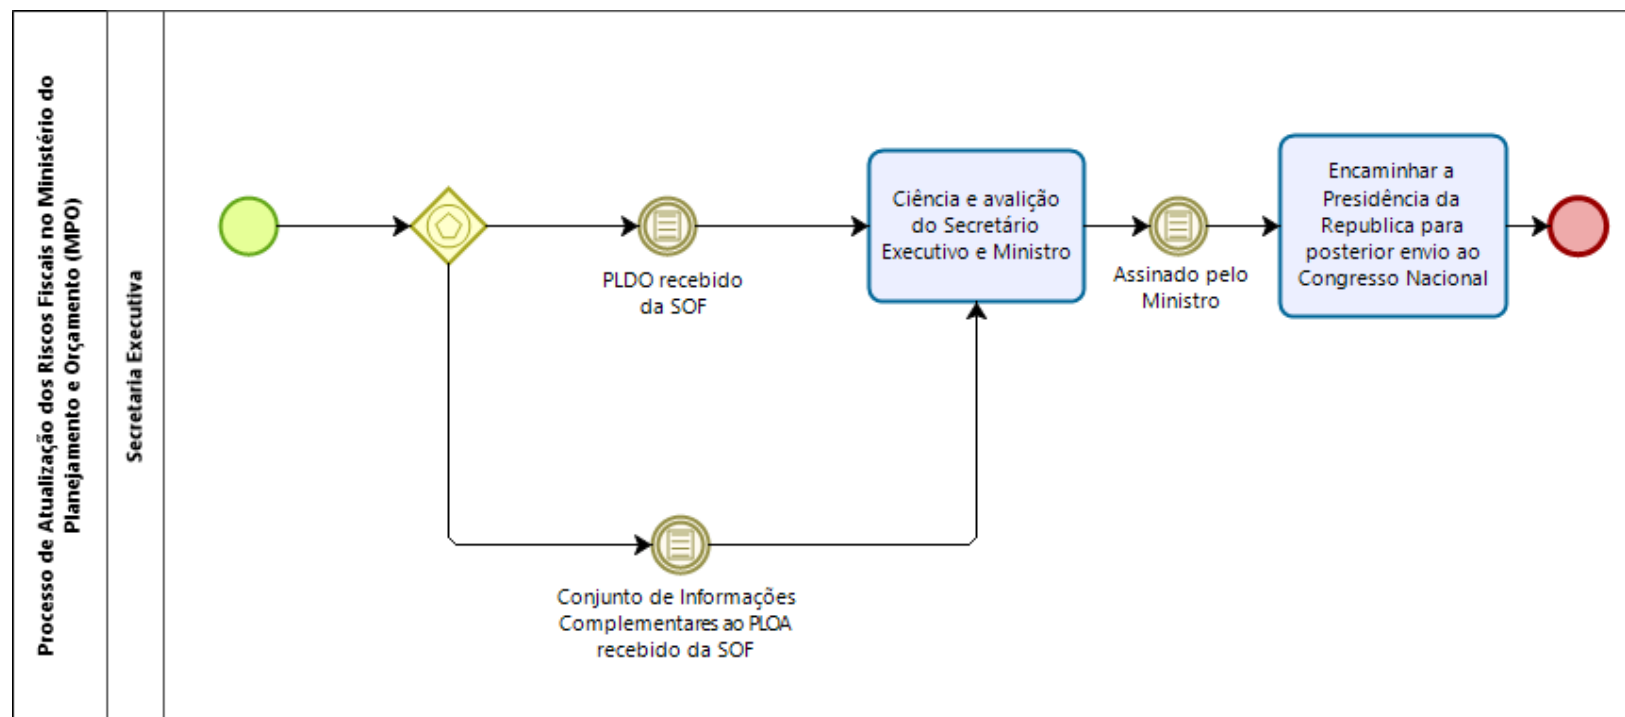 Processo de Atualização dos Riscos Fiscais no Ministério do
Planejamento e Orçamento (MPO)
Secretaria Executiva
PLDO recebido
da SOF
Conjunto de Informações
Complementares ao PLOA
recebido da SOF
Ciência e avalição
do Secretário
Executivo e Ministro
Assinado pelo
Ministro
Encaminhar a
Presidência da
Republica para
posterior envio ao
Congresso Nacional